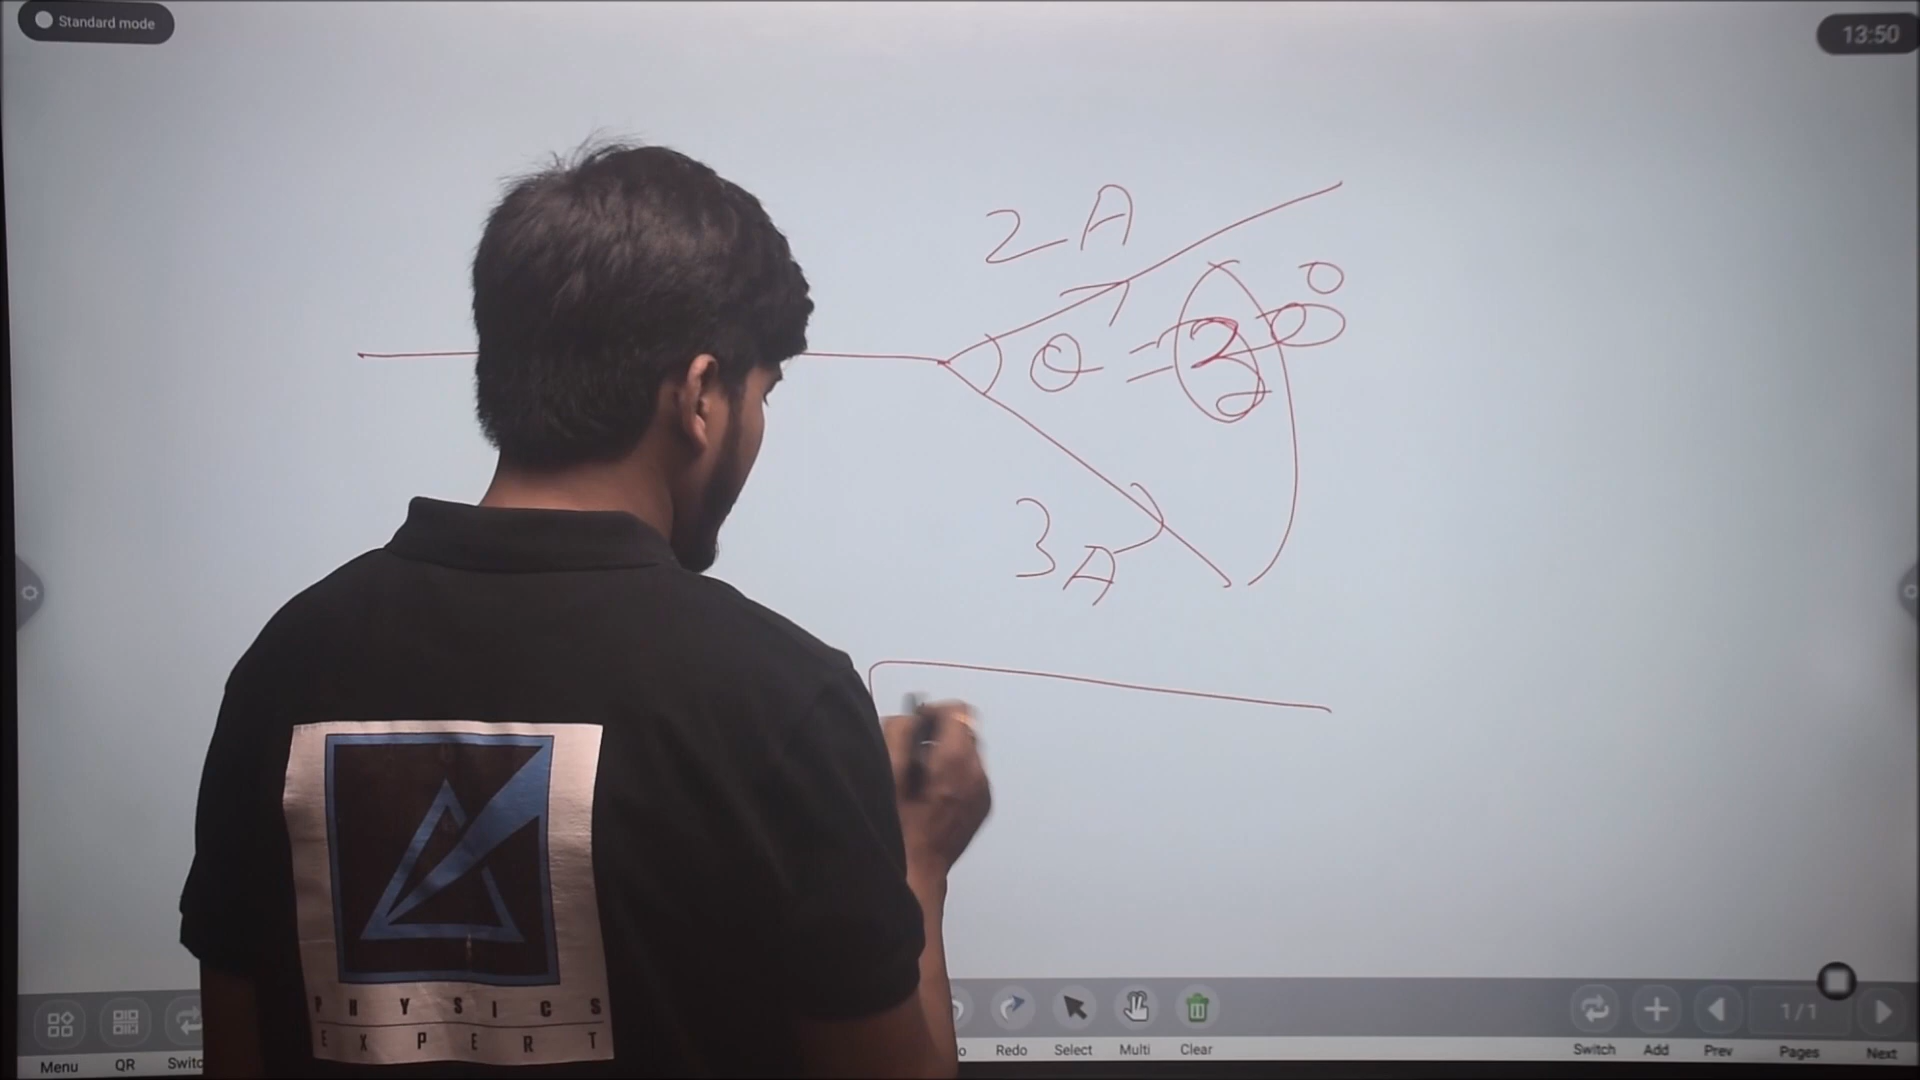 Standard mode
13:50
2A
θ =
3A
PHYSICS
EXPERT
Menu
QR
Redo
Select
Multi
Clear
Switch
Add
Prev
1/1
Pages
Next